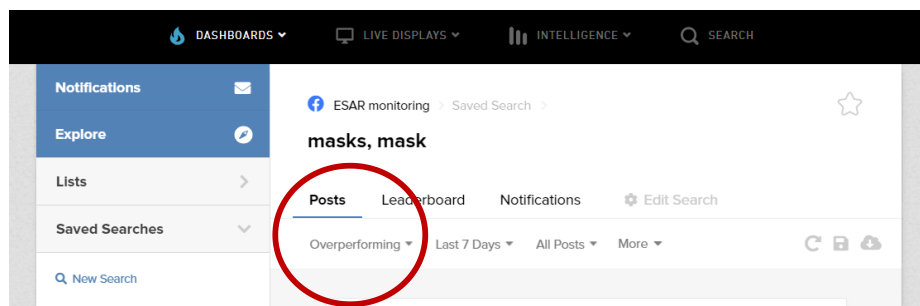 DASHBOARDS LIVE DISPLAYS INTELLIGENCE SEARCH
Notifications
Explore
Lists
Saved Searches
New Search
ESAR monitoring Saved Search
masks, mask
Posts Leaderboard Notifications Edit Search
Overperforming Last 7 Days All Posts More